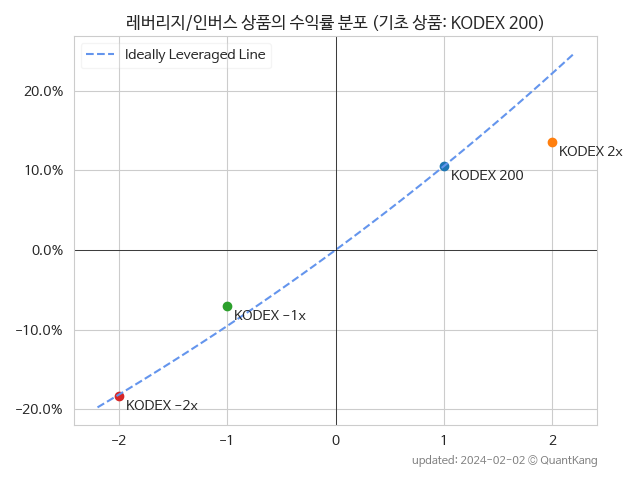 레버리지/인버스 상품의 수익률 분포 (기초 상품: KODEX 200)
Ideally Leveraged Line
20.0%
10.0%
0.0%
−10.0%
−20.0%
KODEX 2x
KODEX 200
KODEX −1x
KODEX −2x
−2
−1
0
1
2
updated: 2024-02-02 © QuantKang